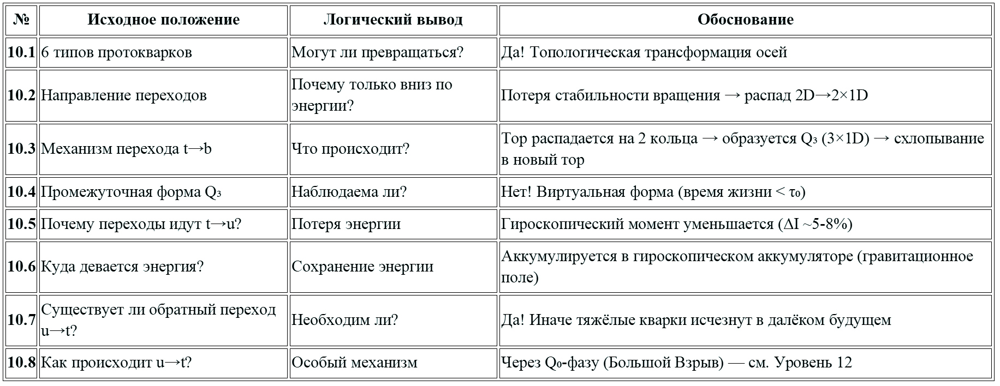 № Исходное положение Логический вывод Обоснование
10.1 6 типов протокварков Могут ли превращаться? Да! Топологическая трансформация осей
10.2 Направление переходов Почему только вниз по энергии? Потеря стабильности вращения → распад 2D→2×1D
10.3 Механизм перехода t→b Что происходит? Тор распадается на 2 кольца → образуется Q₃ (3×1D) → схлопывание в новый тор
10.4 Промежуточная форма Q₃ Наблюдаема ли? Нет! Виртуальная форма (время жизни < τ₀)
10.5 Почему переходы идут t→u? Потеря энергии Гироскопический момент уменьшается (ΔI ~5-8%)
10.6 Куда девается энергия? Сохранение энергии Аккумулируется в гироскопическом аккумуляторе (гравитационное поле)
10.7 Существует ли обратный переход u→t? Необходим ли? Да! Иначе тяжёлые кварки исчезнут в далёком будущем
10.8 Как происходит u→t? Особый механизм Через Q₀-фазу (Большой Взрыв) — см. Уровень 12